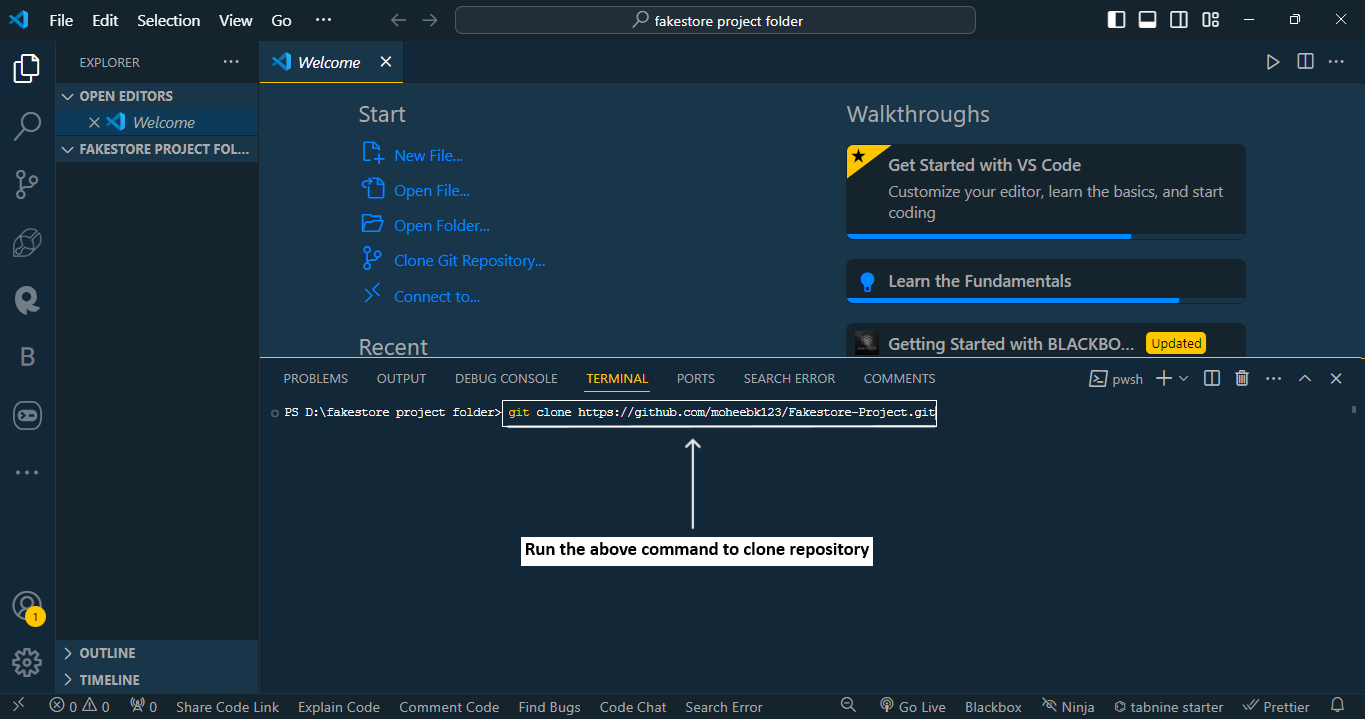 File Edit Selection View Go ···
fakestore project folder
EXPLORER ···
OPEN EDITORS
Welcome
FAKESTORE PROJECT FOL...
OUTLINE
TIMELINE
Welcome
Start
New File...
Open File...
Open Folder...
Clone Git Repository...
Connect to...
Recent
Walkthroughs
Get Started with VS Code
Customize your editor, learn the basics, and start
coding
Learn the Fundamentals
Getting Started with BLACKBO... Updated
PROBLEMS OUTPUT DEBUG CONSOLE TERMINAL PORTS SEARCH ERROR COMMENTS pwsh
PS D:\fakestore project folder> git clone https://github.com/moheebk123/Fakestore-Project.git
Run the above command to clone repository
B
1
0 0 0 Share Code Link Explain Code Comment Code Find Bugs Code Chat Search Error Go Live Blackbox Ninja tabnine starter Prettier